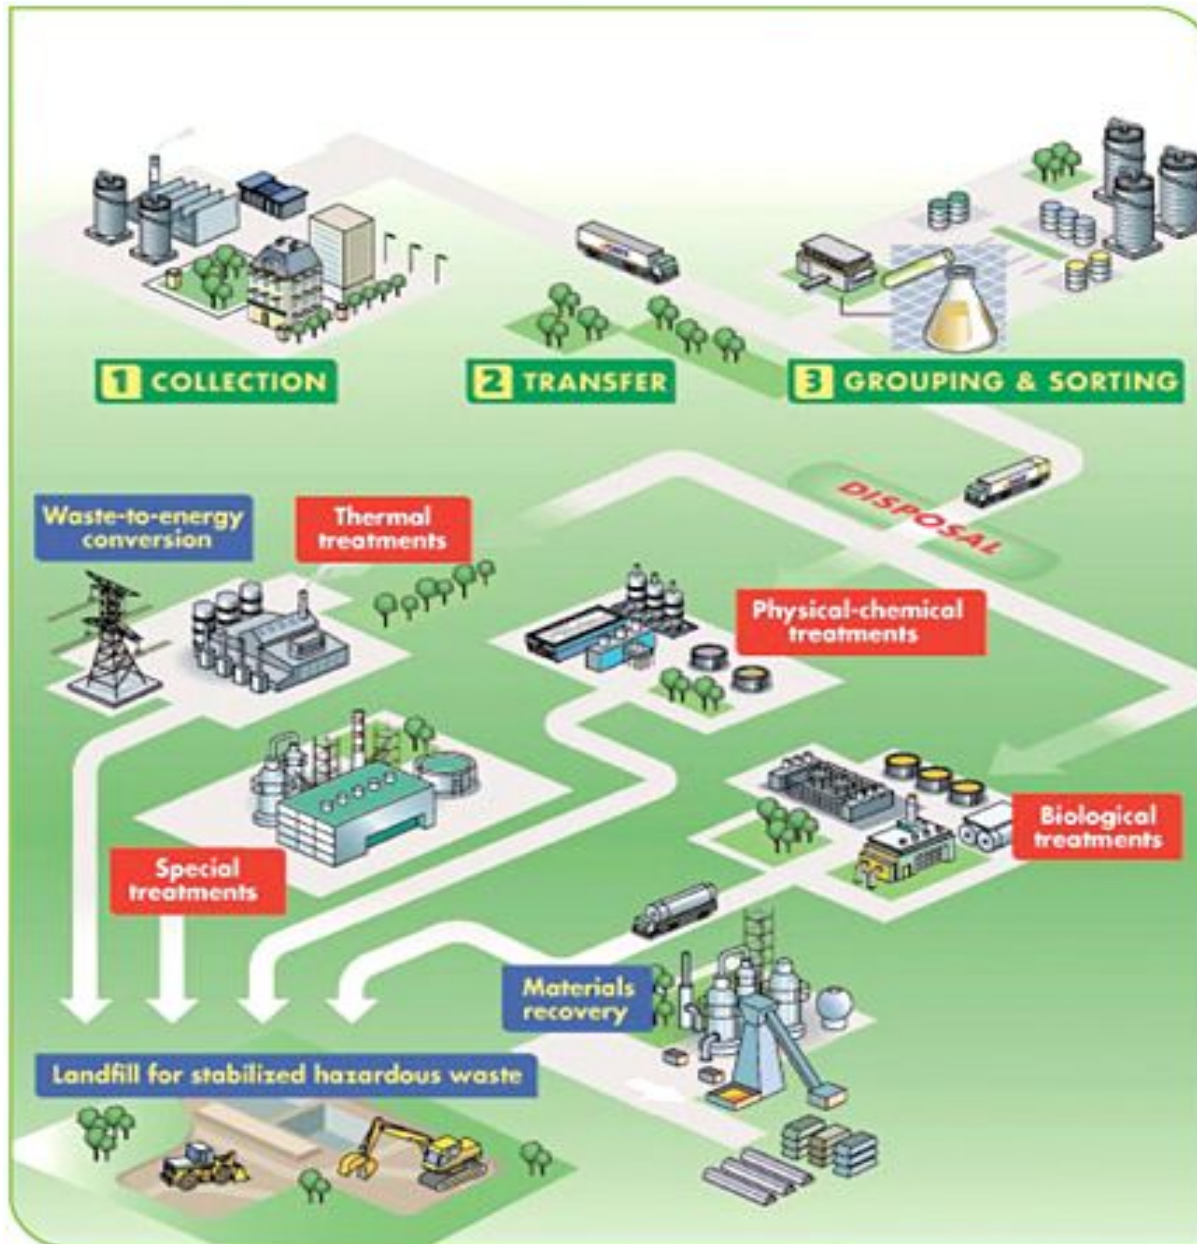 1 COLLECTION
2 TRANSFER
3 GROUPING & SORTING
DISPOSAL
Waste-to-energy
conversion
Thermal
treatments
Physical-chemical
treatments
Special
treatments
Biological
treatments
Materials
recovery
Landfill for stabilized hazardous waste